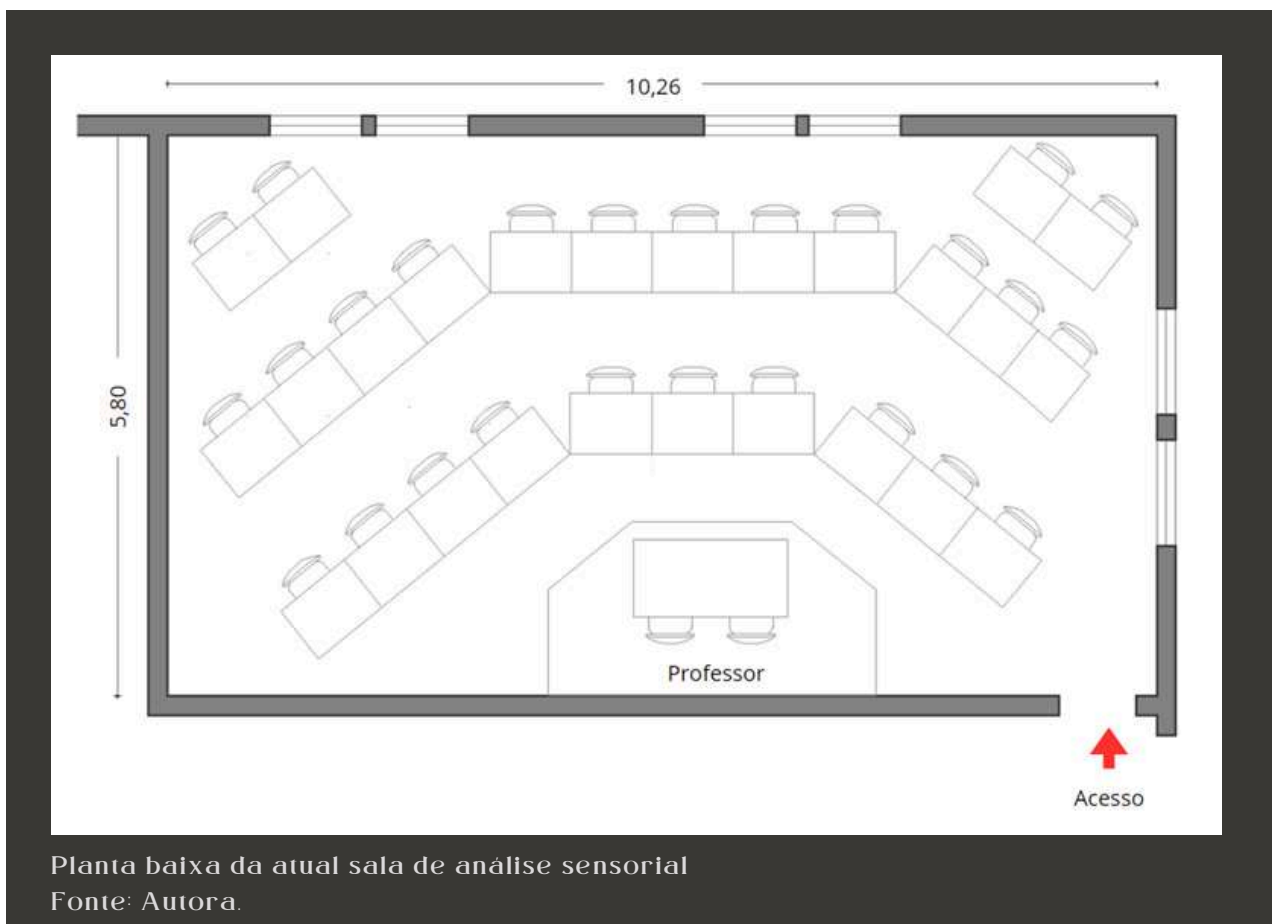 10,26
5,80
Professor
Acesso
Planta baixa da atual sala de análise sensorial
Fonte: Autora.